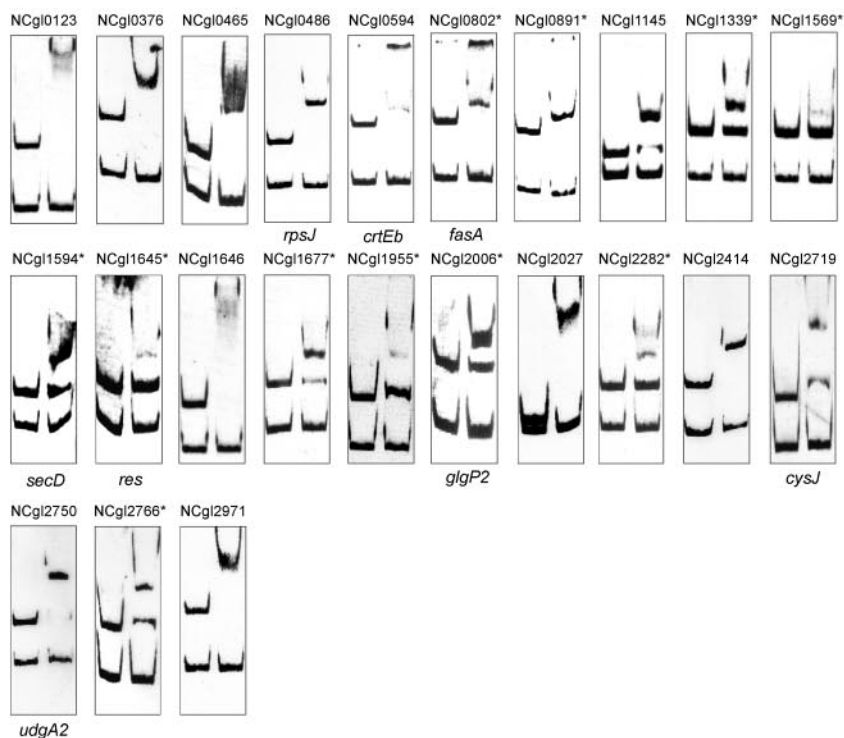 NCgl0123 NCgl0376 NCgl0465 NCgl0486 NCgl0594 NCgl0802* NCgl0891* NCgl1145 NCgl1339* NCgl1569*
rpsJ crtEb fasA
NCgl1594* NCgl1645* NCgl1646 NCgl1677* NCgl1955* NCgl2006* NCgl2027 NCgl2282* NCgl2414 NCgl2719
secD res glgP2 cysJ
NCgl2750 NCgl2766* NCgl2971
udgA2